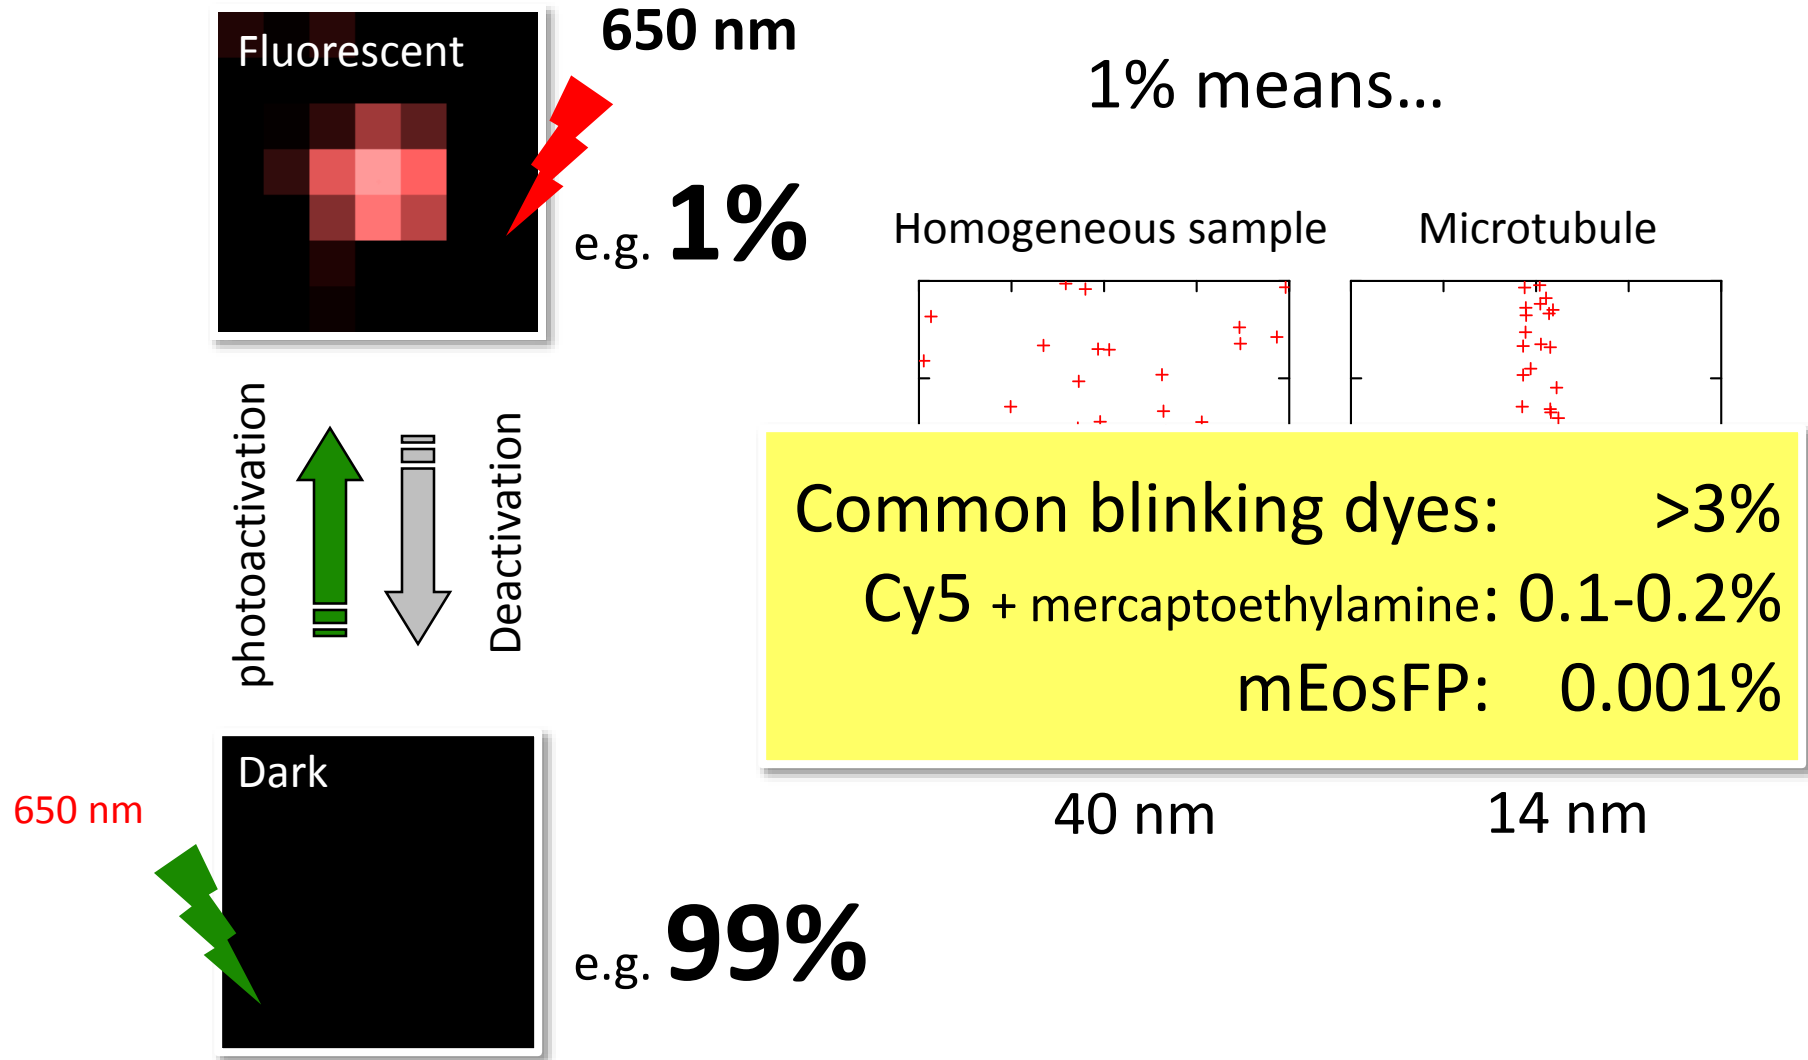 Fluorescent
650 nm
e.g. 1%
photoactivation
Deactivation
Dark
650 nm
e.g. 99%
1% means…
Homogeneous sample
Microtubule
Common blinking dyes: >3%
Cy5 + mercaptoethylamine: 0.1-0.2%
mEosFP: 0.001%
40 nm
14 nm